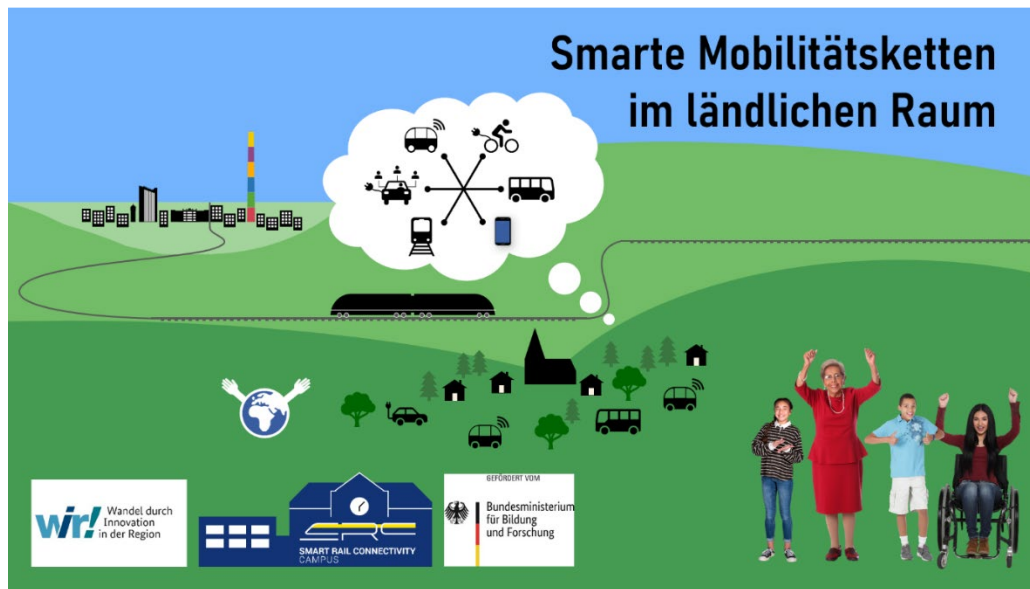 Smarte Mobilitätsketten
im ländlichen Raum
wir!
Wandel durch
Innovation
in der Region
SRCC
SMART RAIL CONNECTIVITY
CAMPUS
GEFÖRDERT VOM
Bundesministerium
für Bildung
und Forschung